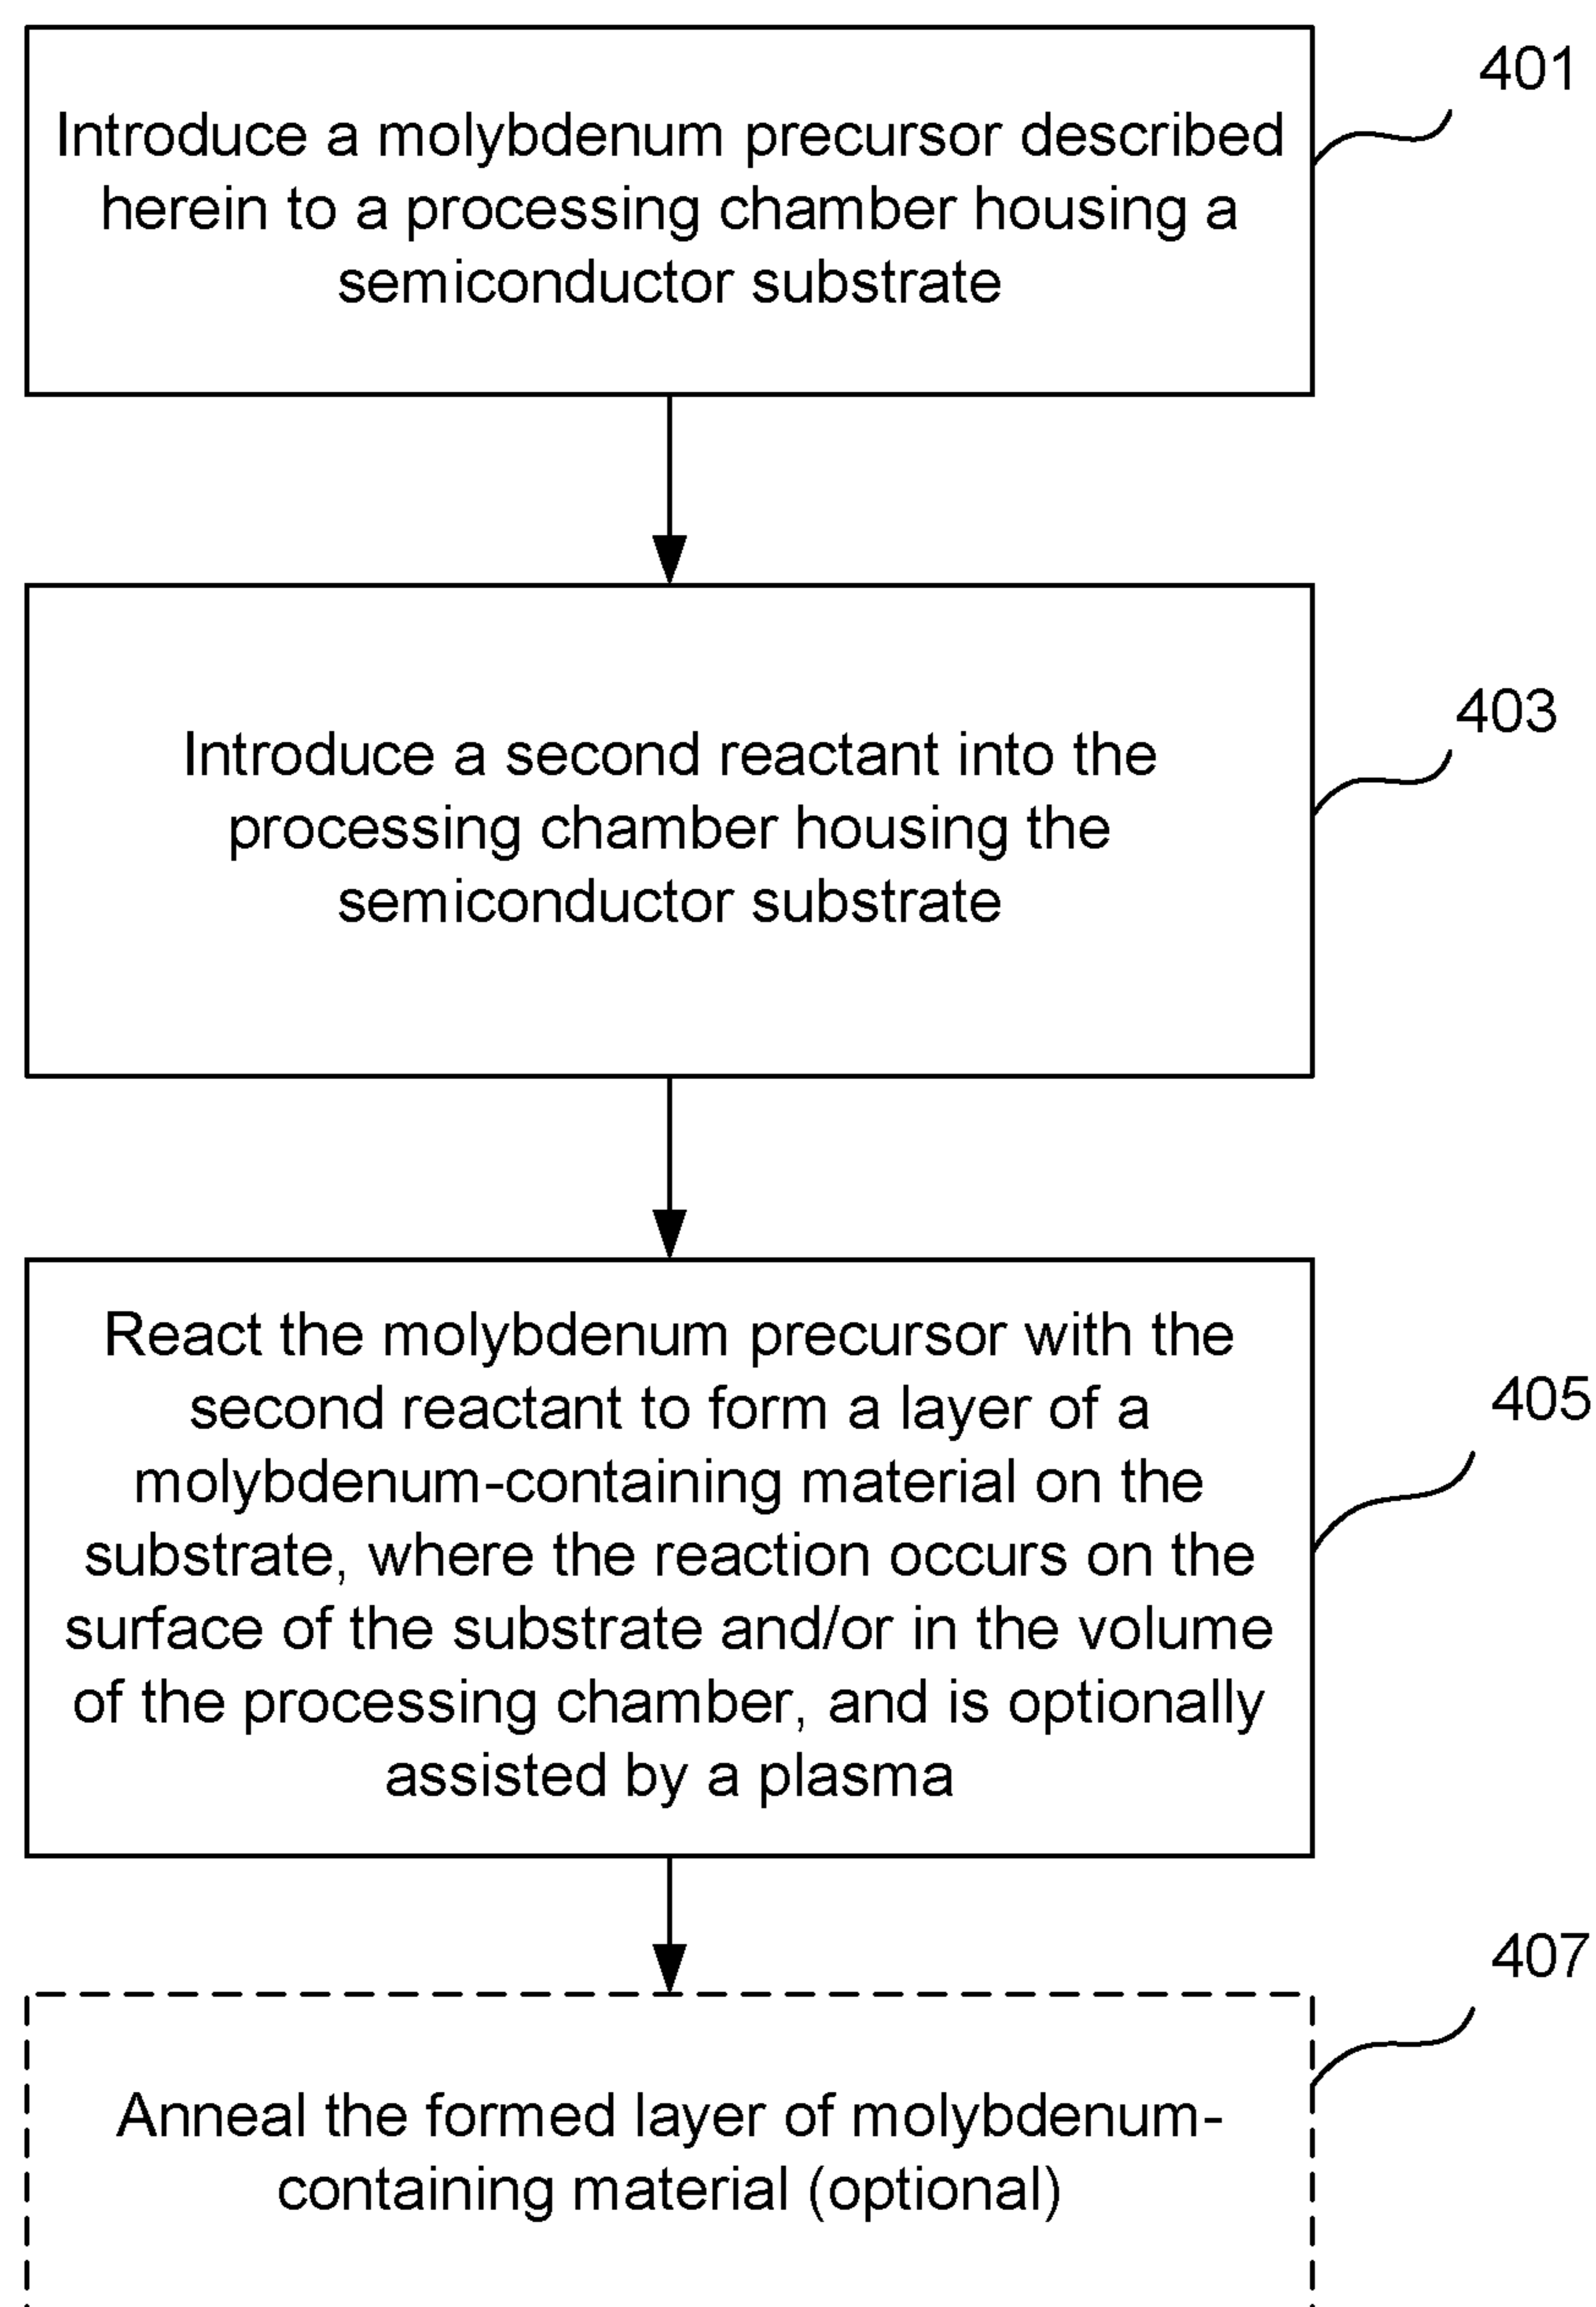 401
Introduce a molybdenum precursor described
herein to a processing chamber housing a
semiconductor substrate
403
Introduce a second reactant into the
processing chamber housing the
semiconductor substrate
405
React the molybdenum precursor with the
second reactant to form a layer of a
molybdenum-containing material on the
substrate, where the reaction occurs on the
surface of the substrate and/or in the volume
of the processing chamber, and is optionally
assisted by a plasma
407
Anneal the formed layer of molybdenum-
containing material (optional)